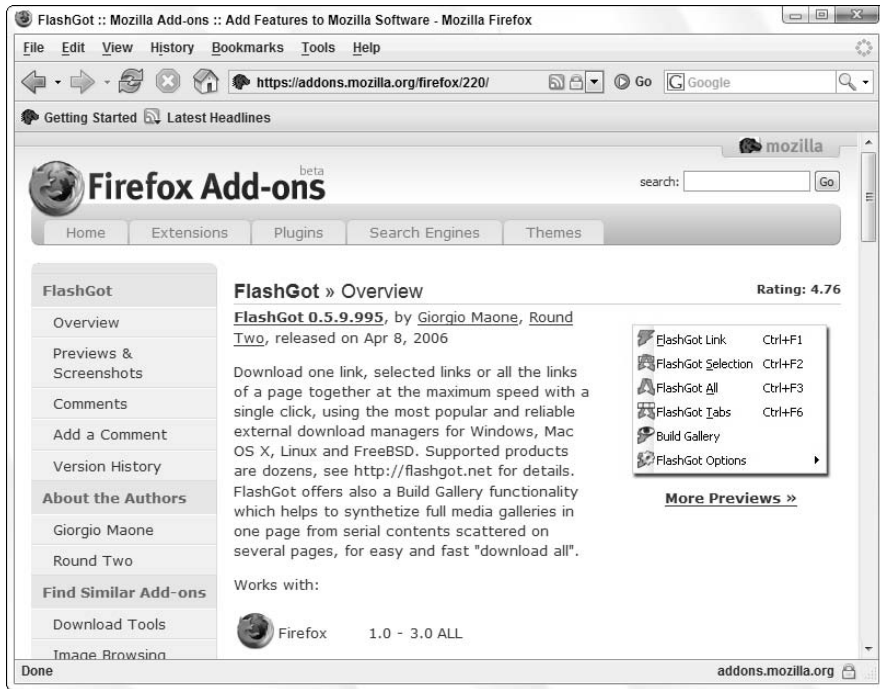 FlashGot :: Mozilla Add-ons :: Add Features to Mozilla Software - Mozilla Firefox
File Edit View History Bookmarks Tools Help
https://addons.mozilla.org/firefox/220/ Go Google
Getting Started Latest Headlines
mozilla
Firefox Add-ons beta
search: Go
Home Extensions Plugins Search Engines Themes
FlashGot
Overview
Previews &
Screenshots
Comments
Add a Comment
Version History
About the Authors
Giorgio Maone
Round Two
Find Similar Add-ons
Download Tools
Image Browsing
FlashGot » Overview
Rating: 4.76
FlashGot 0.5.9.995, by Giorgio Maone, Round
Two, released on Apr 8, 2006
Download one link, selected links or all the links
of a page together at the maximum speed with a
single click, using the most popular and reliable
external download managers for Windows, Mac
OS X, Linux and FreeBSD. Supported products
are dozens, see http://flashgot.net for details.
FlashGot offers also a Build Gallery functionality
which helps to synthetize full media galleries in
one page from serial contents scattered on
several pages, for easy and fast "download all".
Works with:
Firefox 1.0 - 3.0 ALL
FlashGot Link Ctrl+F1
FlashGot Selection Ctrl+F2
FlashGot All Ctrl+F3
FlashGot Tabs Ctrl+F6
Build Gallery
FlashGot Options
More Previews »
Done
addons.mozilla.org